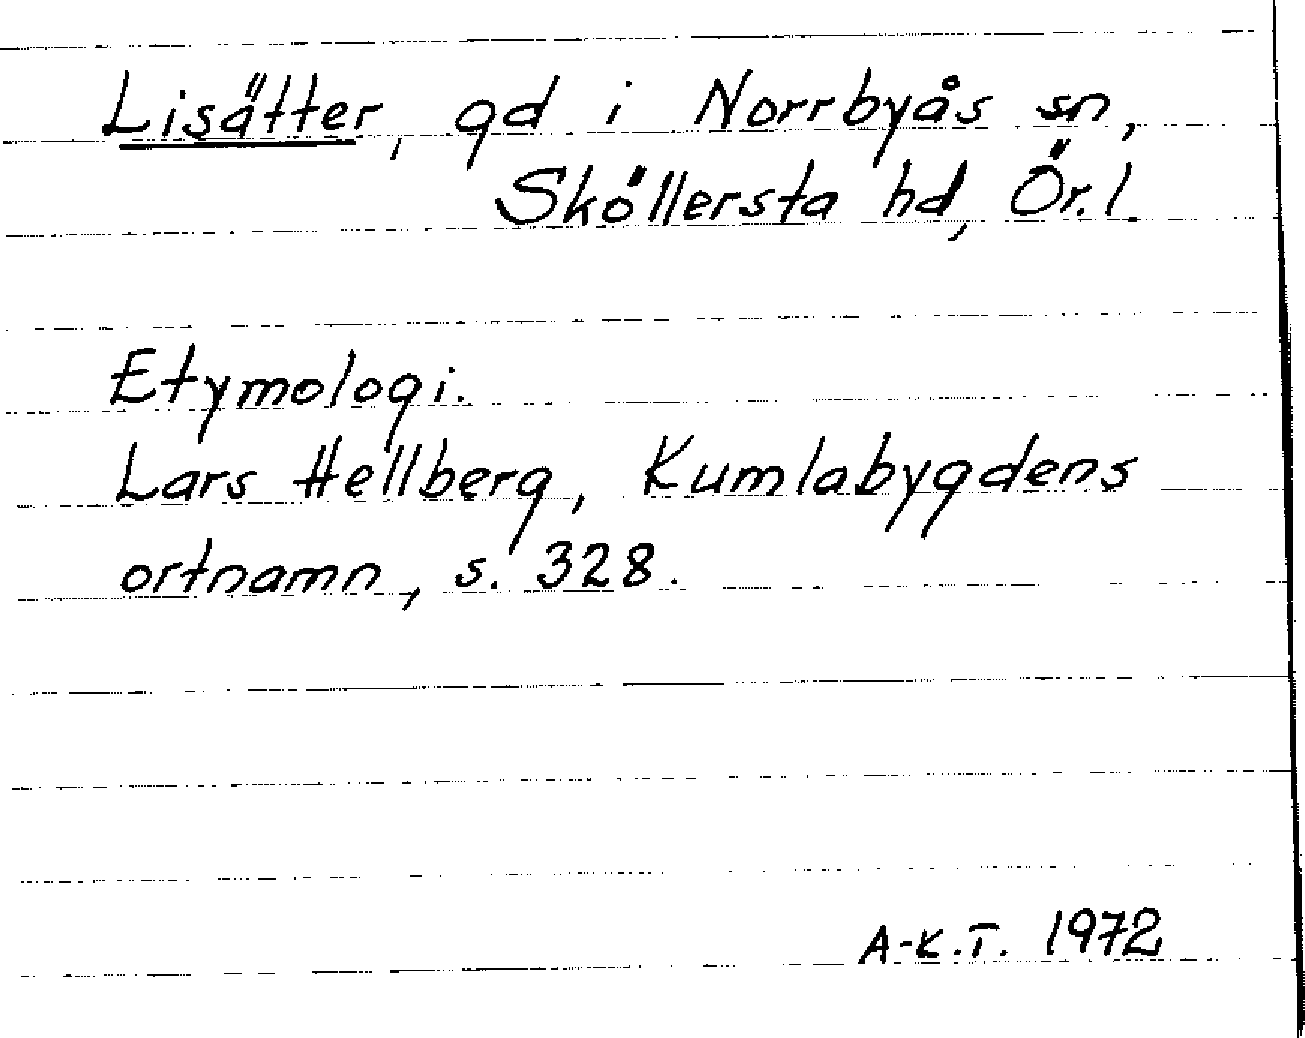 Lisätter, gd i Norrbyås sn,
Sköllersta hd, Ör.l.
Etymologi.
Lars Hellberg, Kumlabygdens
ortnamn, s. 328.
A-K.T. 1972